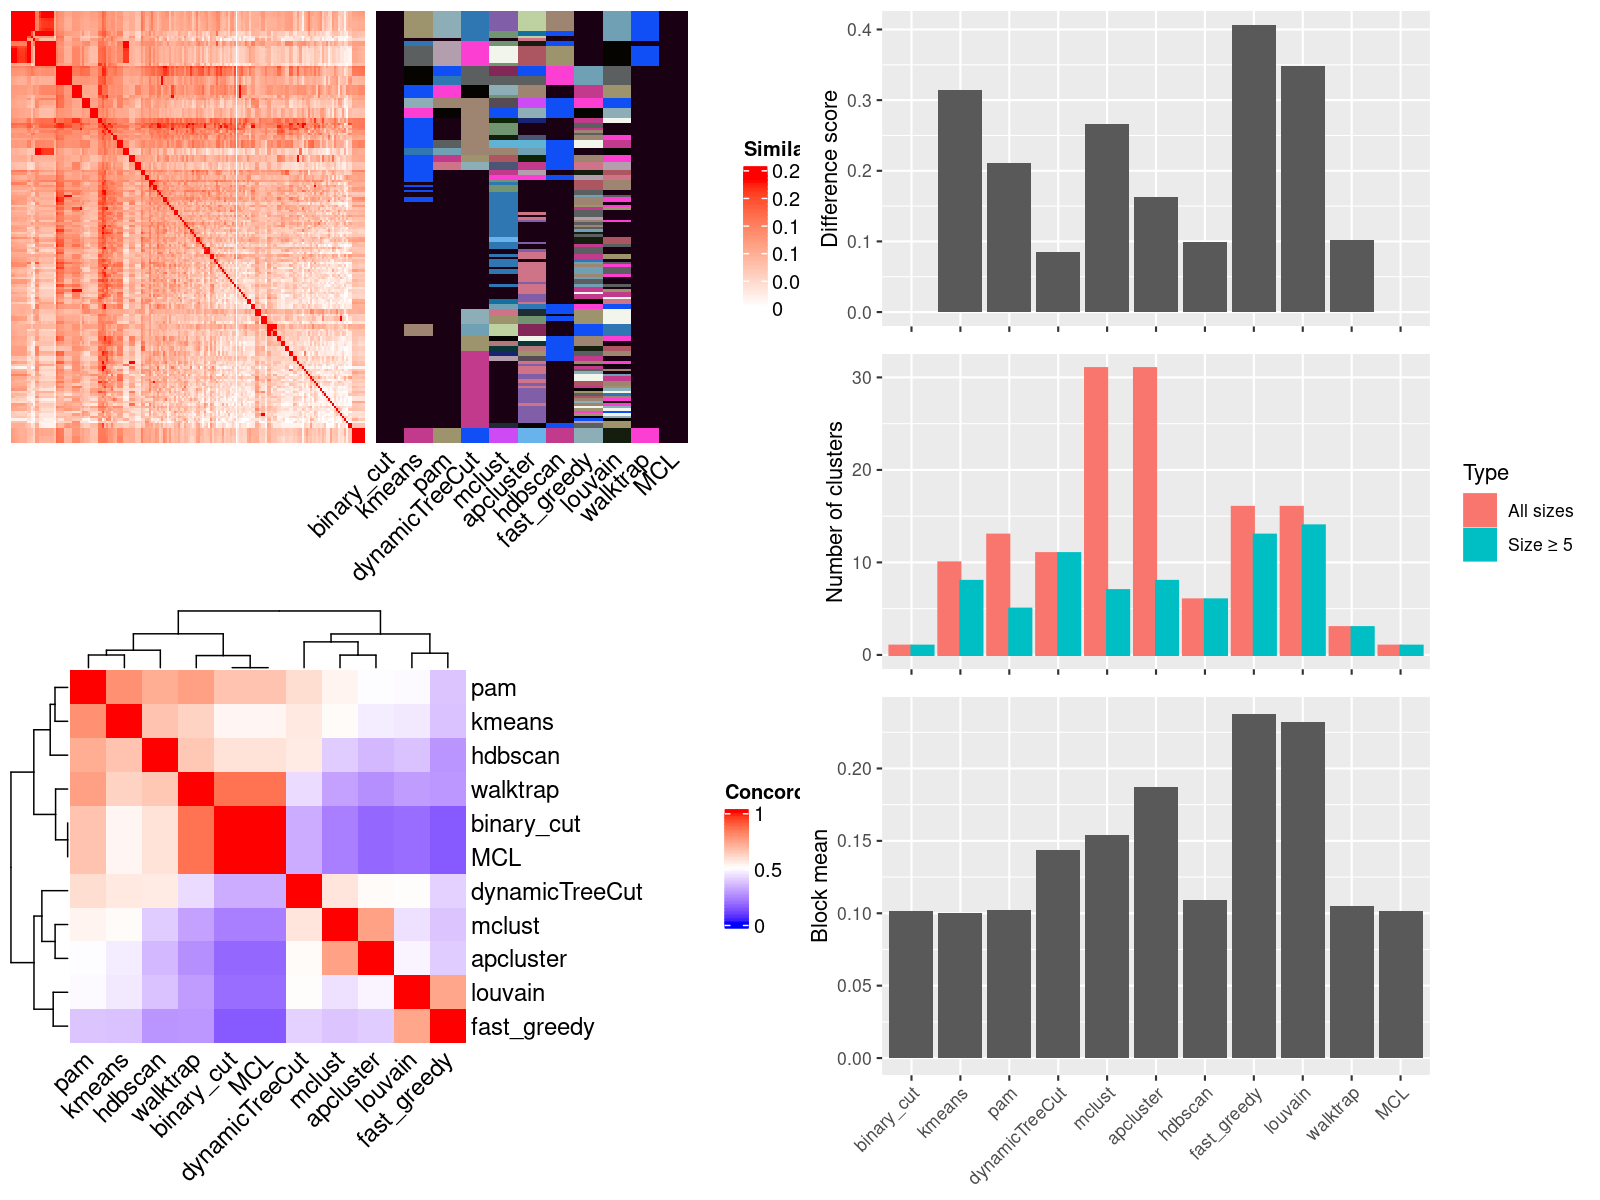 Simila
0.2
0.2
0.1
0.1
0.0
0
binary_cut
kmeans
pam
dynamicTreeCut
mclust
apcluster
hdbscan
fast_greedy
louvain
walktrap
MCL
pam
kmeans
hdbscan
walktrap
binary_cut
MCL
dynamicTreeCut
mclust
apcluster
louvain
fast_greedy
pam
kmeans
hdbscan
walktrap
binary_cut
MCL
dynamicTreeCut
mclust
apcluster
louvain
fast_greedy
Concord
1
0.5
0
Difference score
0.4
0.3
0.2
0.1
0.0
Number of clusters
30
20
10
0
Type
All sizes
Size ≥ 5
Block mean
0.20
0.15
0.10
0.05
0.00
binary_cut
kmeans
pam
dynamicTreeCut
mclust
apcluster
hdbscan
fast_greedy
louvain
walktrap
MCL